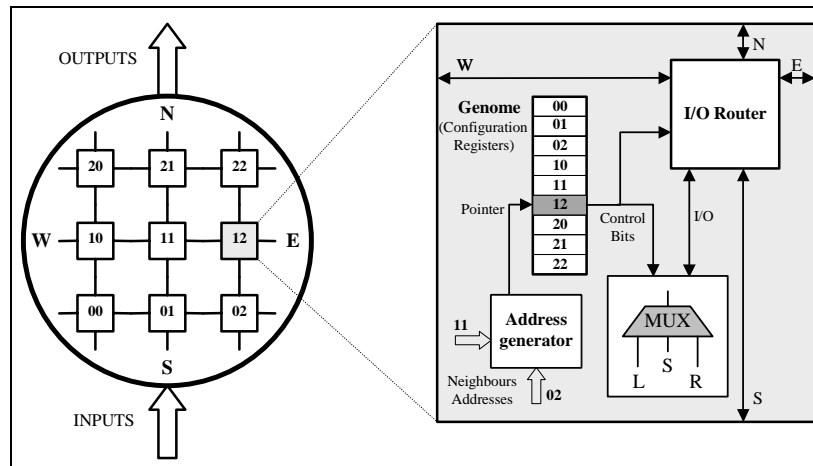 OUTPUTS
N
20 21 22
W 10 11 12 E
00 01 02
S
INPUTS
N
W
E
Genome
(Configuration
Registers)
00
01
02
10
11
12
20
21
22
I/O Router
Pointer
Control
Bits
I/O
11
Address
generator
Neighbours
Addresses
02
MUX
L S R
S